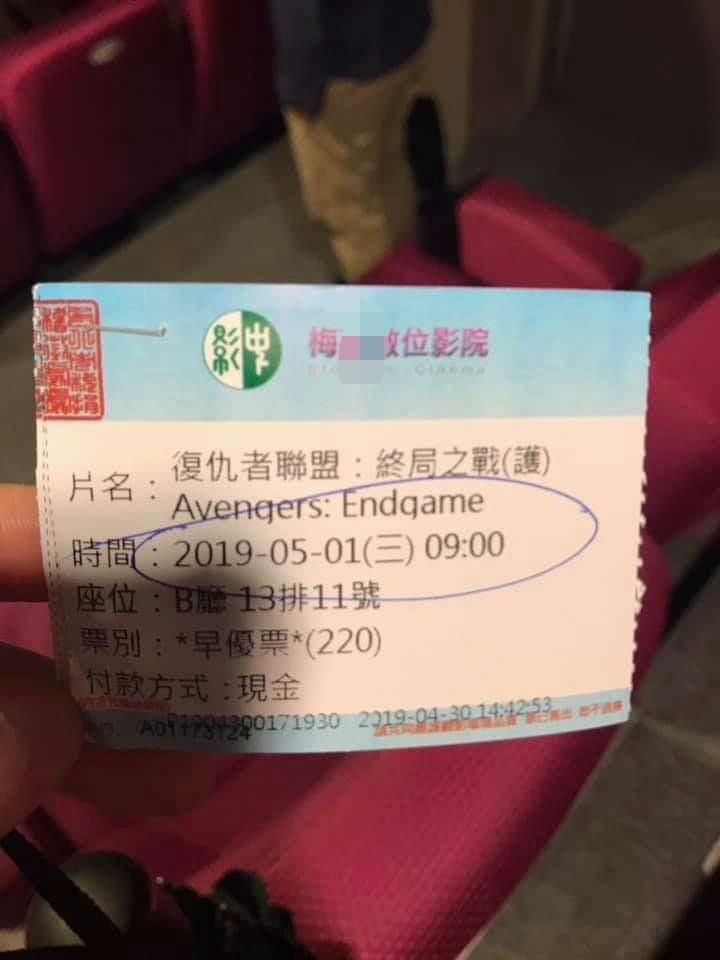 影 中
梅 數位影院
Cinema
片名：復仇者聯盟：終局之戰(護)
Avengers: Endgame
時間：2019-05-01(三) 09:00
座位：B廳 13排11號
票別：*早優票*(220)
付款方式：現金
P1904300171930 2019-04-30 14:42:53
A01173124